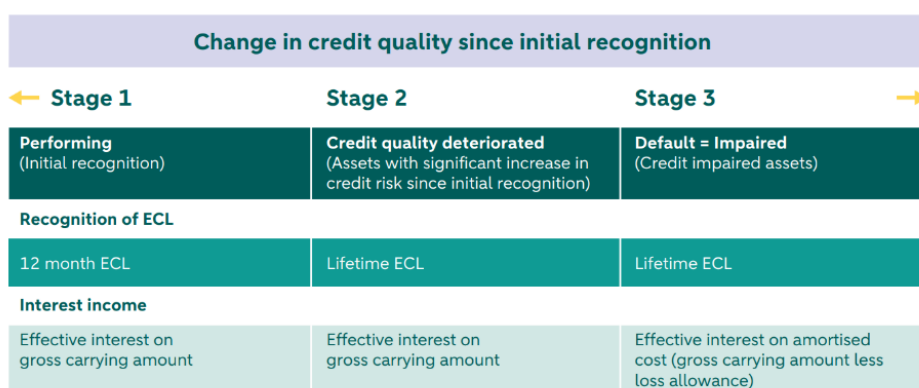 Change in credit quality since initial recognition
Stage 1
Stage 2
Stage 3
Performing
(Initial recognition)
Credit quality deteriorated
(Assets with significant increase in
credit risk since initial recognition)
Default = Impaired
(Credit impaired assets)
Recognition of ECL
12 month ECL
Lifetime ECL
Lifetime ECL
Interest income
Effective interest on
gross carrying amount
Effective interest on
gross carrying amount
Effective interest on amortised
cost (gross carrying amount less
loss allowance)